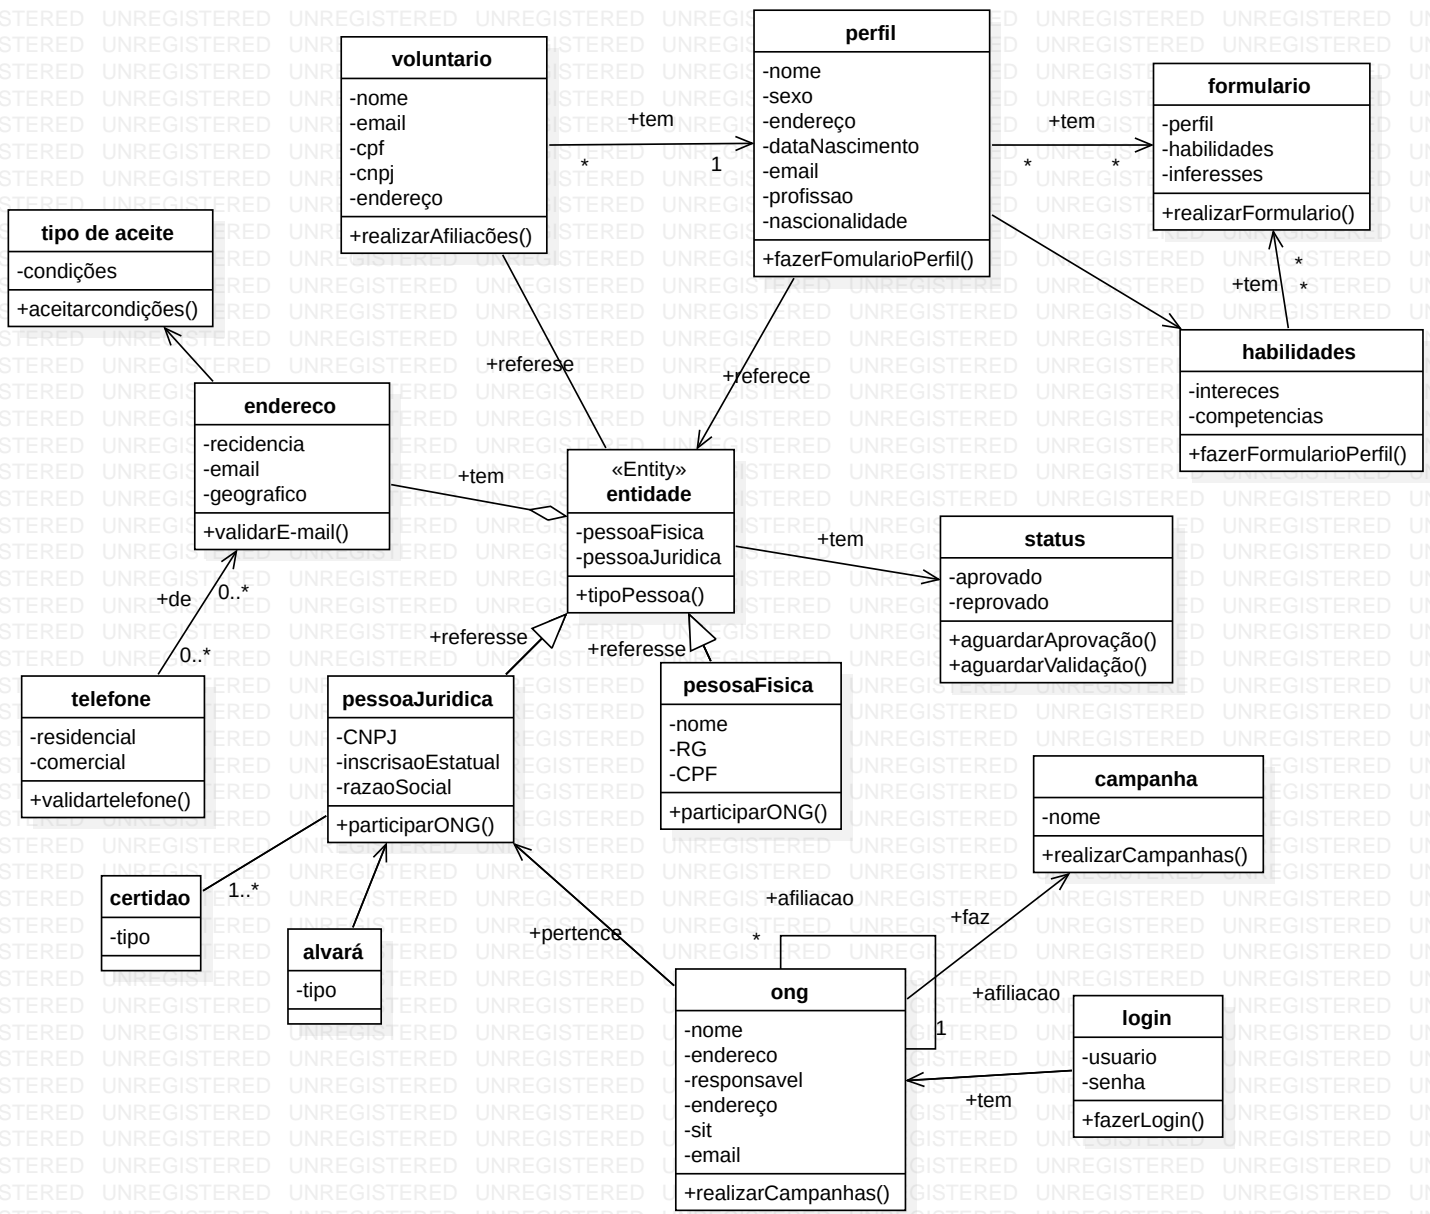 voluntario
-nome
-email
-cpf
-cnpj
-endereço
+realizarAfiliacões()
+tem
*
1
perfil
-nome
-sexo
-endereço
-dataNascimento
-email
-profissao
-nascionalidade
+fazerFomularioPerfil()
+tem
*
*
formulario
-perfil
-habilidades
-inferesses
+realizarFormulario()
*
*
+tem
tipo de aceite
-condições
+aceitarcondições()
habilidades
-intereces
-competencias
+fazerFormularioPerfil()
+referese
+referece
endereco
-recidencia
-email
-geografico
+validarE-mail()
+tem
«Entity»
entidade
-pessoaFisica
-pessoaJuridica
+tipoPessoa()
+tem
status
-aprovado
-reprovado
+aguardarAprovação()
+aguardarValidação()
+de
0..*
0..*
+referesse
+referesse
telefone
-residencial
-comercial
+validartelefone()
pessoaJuridica
-CNPJ
-inscrisaoEstatual
-razaoSocial
+participarONG()
pesosaFisica
-nome
-RG
-CPF
+participarONG()
campanha
-nome
+realizarCampanhas()
certidao
-tipo
1..*
alvará
-tipo
+pertence
+afiliacao
*
+faz
+afiliacao
1
ong
-nome
-endereco
-responsavel
-endereço
-sit
-email
+realizarCampanhas()
+tem
login
-usuario
-senha
+fazerLogin()
UNREGISTERED